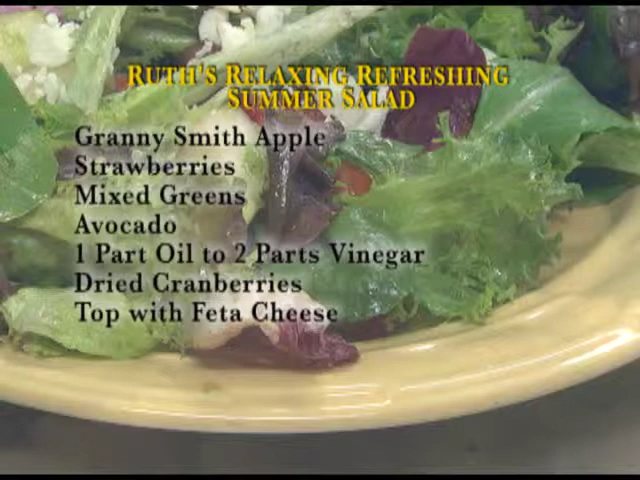 Ruth's Relaxing Refreshing
Summer Salad
Granny Smith Apple
Strawberries
Mixed Greens
Avocado
1 Part Oil to 2 Parts Vinegar
Dried Cranberries
Top with Feta Cheese